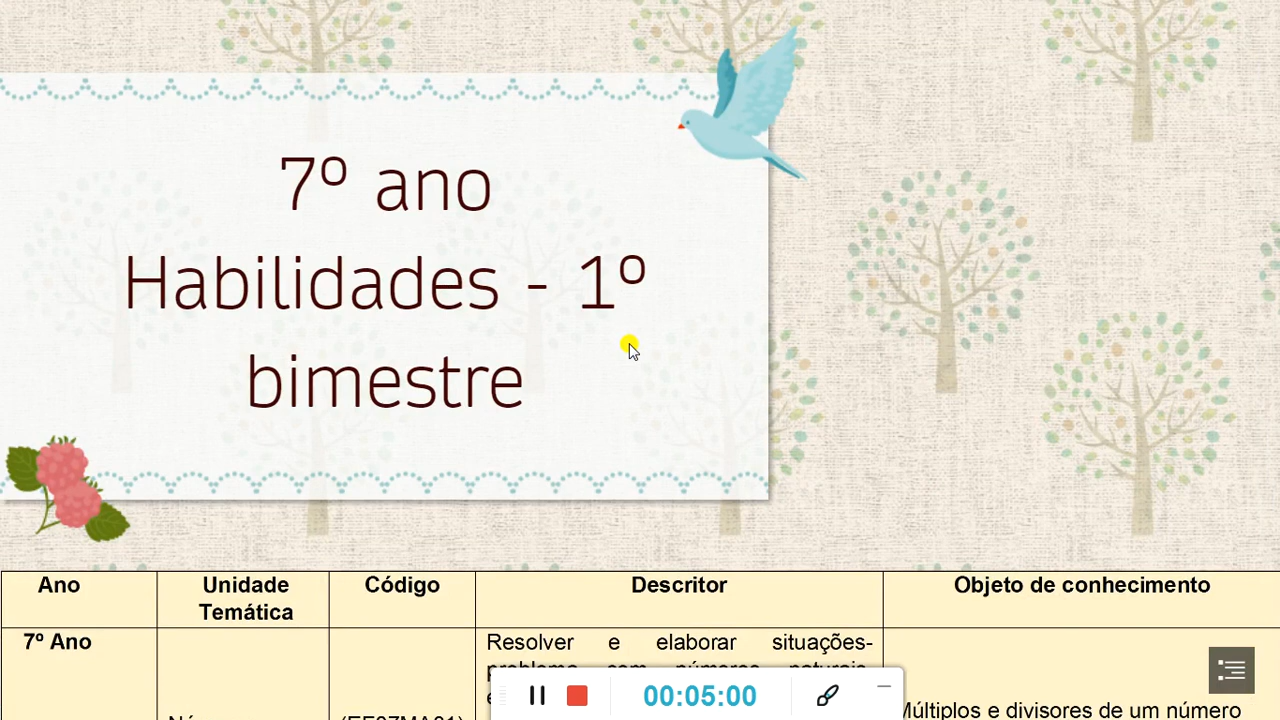 7º ano
Habilidades - 1º
bimestre
Ano
Unidade
Temática
Código
Descritor
Objeto de conhecimento
7º Ano
Resolver e elaborar situações-
Múltiplos e divisores de um número
00:05:00